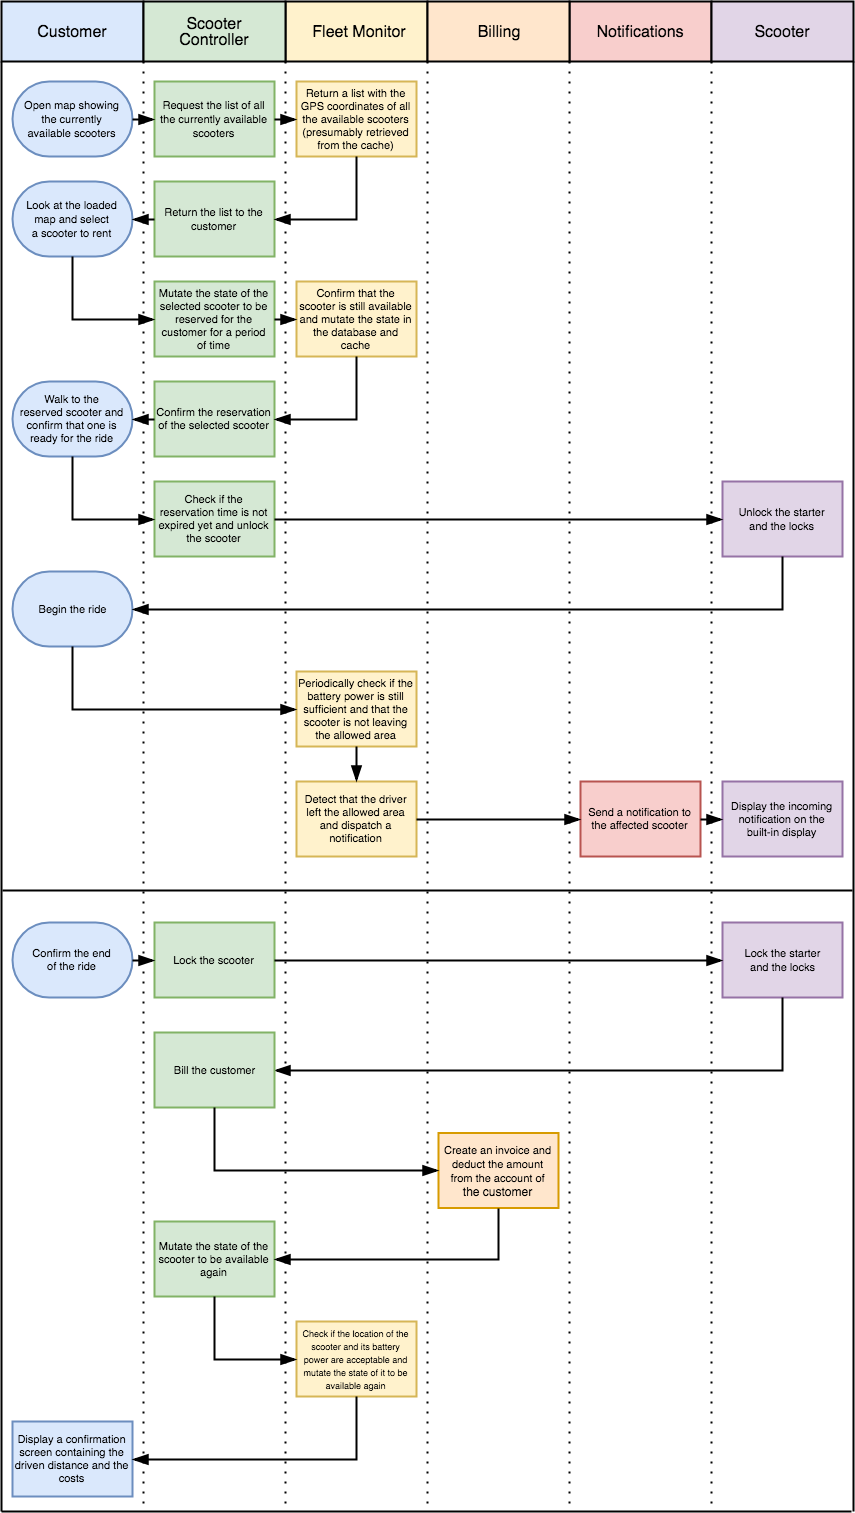 Customer
Scooter
Controller
Fleet Monitor
Billing
Notifications
Scooter
Open map showing
the currently
available scooters
Request the list of all
the currently available
scooters
Return a list with the
GPS coordinates of all
the available scooters
(presumably retrieved
from the cache)
Look at the loaded
map and select
a scooter to rent
Return the list to the
customer
Mutate the state of the
selected scooter to be
reserved for the
customer for a period
of time
Confirm that the
scooter is still available
and mutate the state in
the database and
cache
Walk to the
reserved scooter and
confirm that one is
ready for the ride
Confirm the reservation
of the selected scooter
Check if the
reservation time is not
expired yet and unlock
the scooter
Unlock the starter
and the locks
Begin the ride
Periodically check if the
battery power is still
sufficient and that the
scooter is not leaving
the allowed area
Detect that the driver
left the allowed area
and dispatch a
notification
Send a notification to
the affected scooter
Display the incoming
notification on the
built-in display
Confirm the end
of the ride
Lock the scooter
Lock the starter
and the locks
Bill the customer
Create an invoice and
deduct the amount
from the account of
the customer
Mutate the state of the
scooter to be available
again
Check if the location of the
scooter and its battery
power are acceptable and
mutate the state of it to be
available again
Display a confirmation
screen containing the
driven distance and the
costs